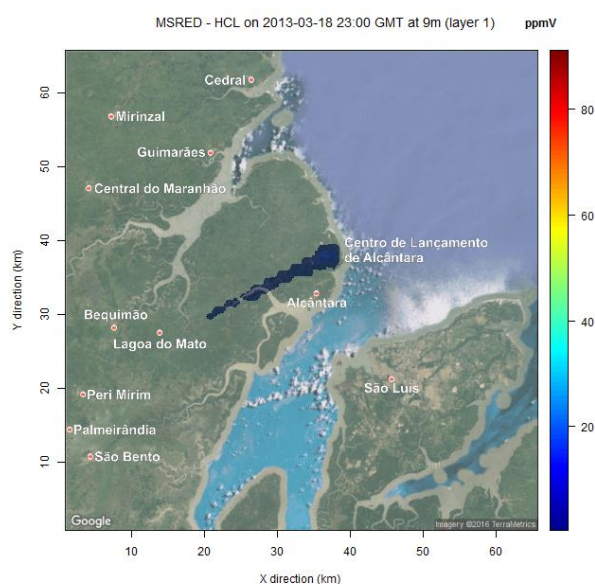 MSRED - HCL on 2013-03-18 23:00 GMT at 9m (layer 1)
ppmV
Cedral
Mirinzal
Guimarães
Central do Maranhão
Centro de Lançamento
de Alcântara
Alcântara
Bequimão
Lagoa do Mato
Peri Mirim
São Luis
Palmeirândia
São Bento
Google
Imagery ©2016 TerraMetrics
60
50
40
30
20
10
Y direction (km)
10 20 30 40 50 60
X direction (km)
80
60
40
20